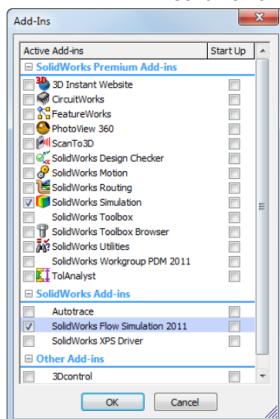 Add-Ins
Active Add-ins Start Up
SolidWorks Premium Add-ins
3D Instant Website
CircuitWorks
FeatureWorks
PhotoView 360
ScanTo3D
SolidWorks Design Checker
SolidWorks Motion
SolidWorks Routing
SolidWorks Simulation
SolidWorks Toolbox
SolidWorks Toolbox Browser
SolidWorks Utilities
SolidWorks Workgroup PDM 2011
TolAnalyst
SolidWorks Add-ins
Autotrace
SolidWorks Flow Simulation 2011
SolidWorks XPS Driver
Other Add-ins
3Dcontrol
OK Cancel